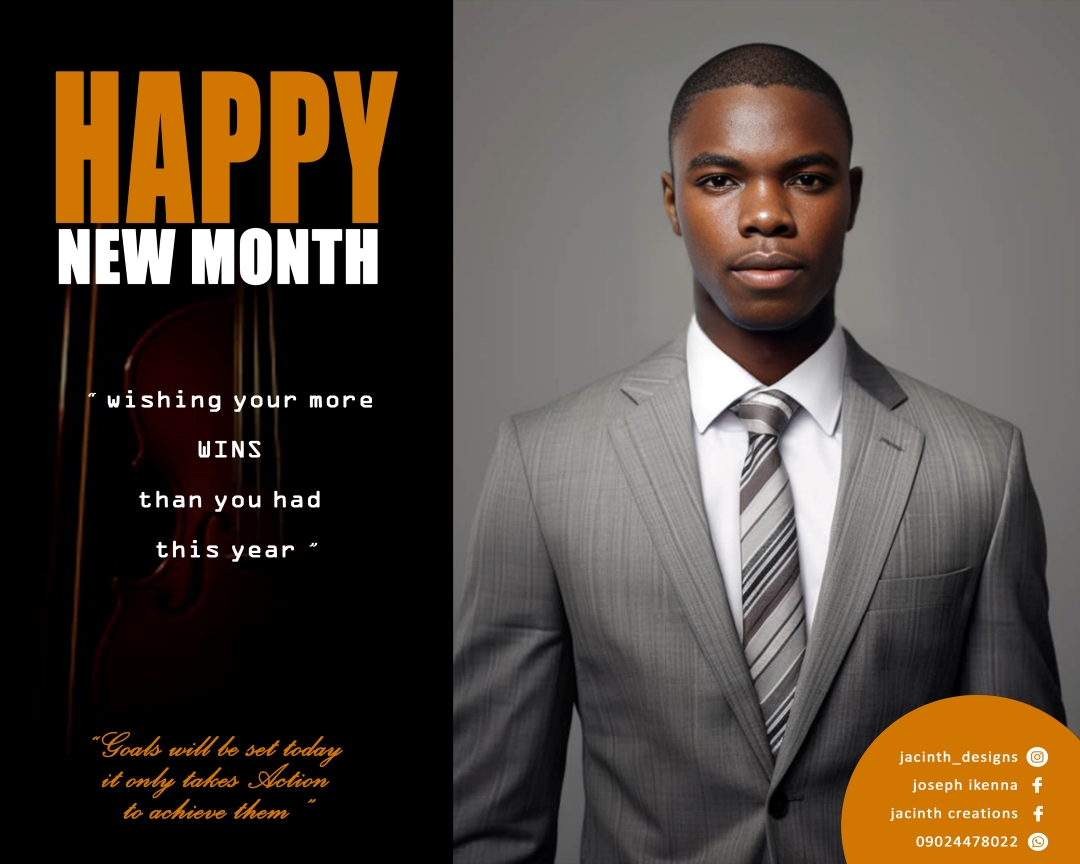 HAPPY
NEW MONTH
" wishing your more
WINS
than you had
this year "
"Goals will be set today
it only takes Action
to achieve them "
jacinth_designs
joseph ikenna
jacinth creations
09024478022